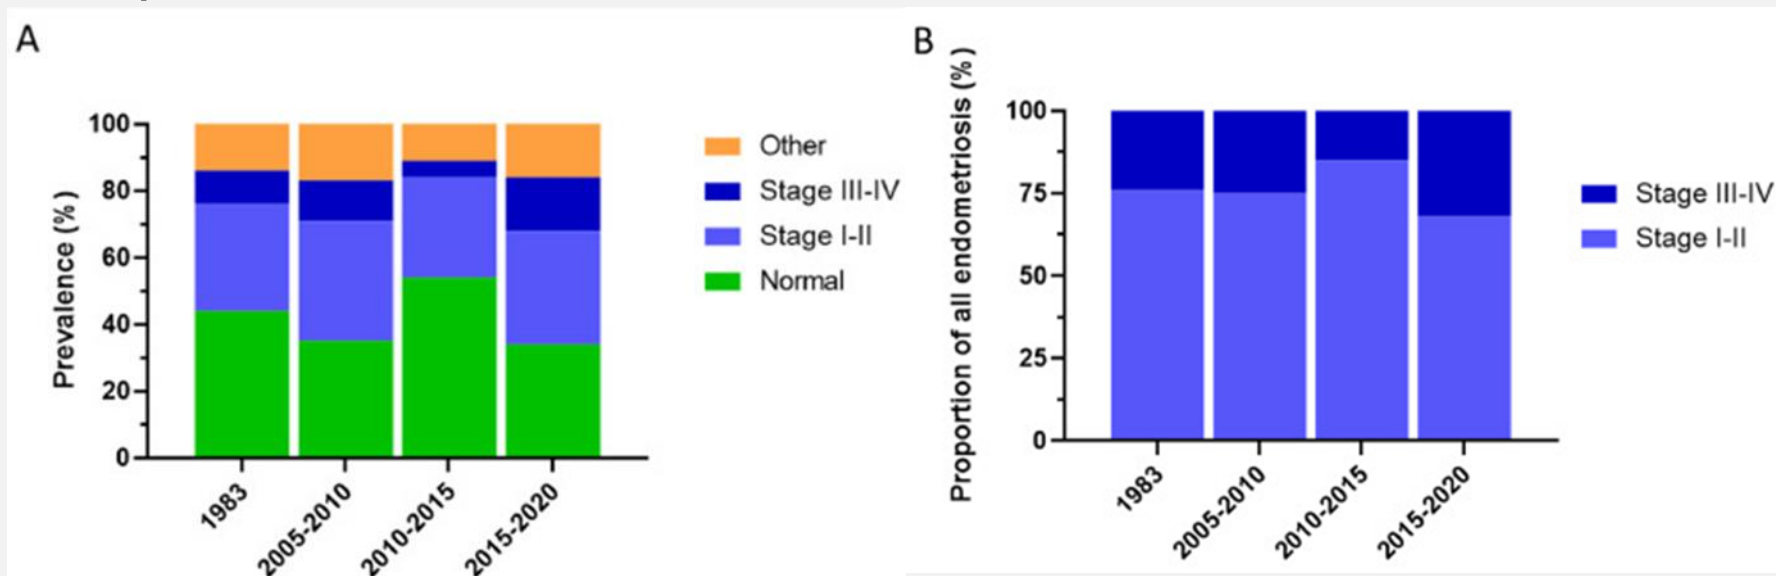 A
Prevalence (%)
100
80
60
40
20
0
1983
2005-2010
2010-2015
2015-2020
Other
Stage III-IV
Stage I-II
Normal
B
Proportion of all endometriosis (%)
100
75
50
25
0
1983
2005-2010
2010-2015
2015-2020
Stage III-IV
Stage I-II